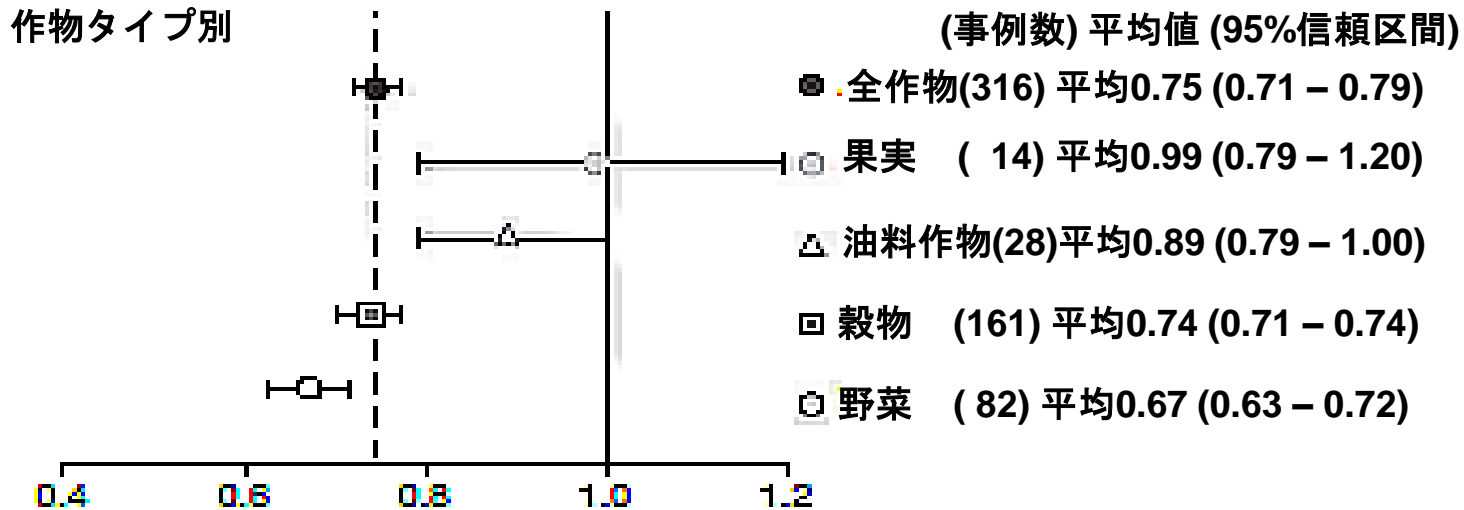 作物タイプ別
(事例数) 平均値 (95%信頼区間)
全作物(316) 平均0.75 (0.71 – 0.79)
果実 ( 14) 平均0.99 (0.79 – 1.20)
油料作物(28)平均0.89 (0.79 – 1.00)
穀物 (161) 平均0.74 (0.71 – 0.74)
野菜 ( 82) 平均0.67 (0.63 – 0.72)
0.4 0.6 0.8 1.0 1.2